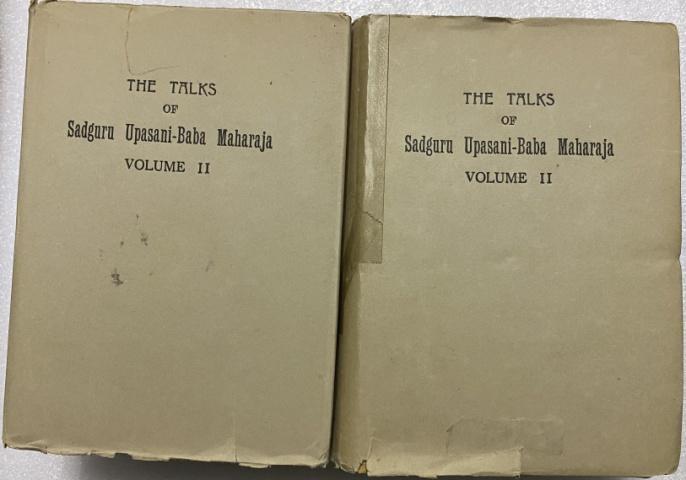 THE TALKS
OF
Sadguru Upasani-Baba Maharaja
VOLUME II
THE TALKS
OF
Sadguru Upasani-Baba Maharaja
VOLUME II